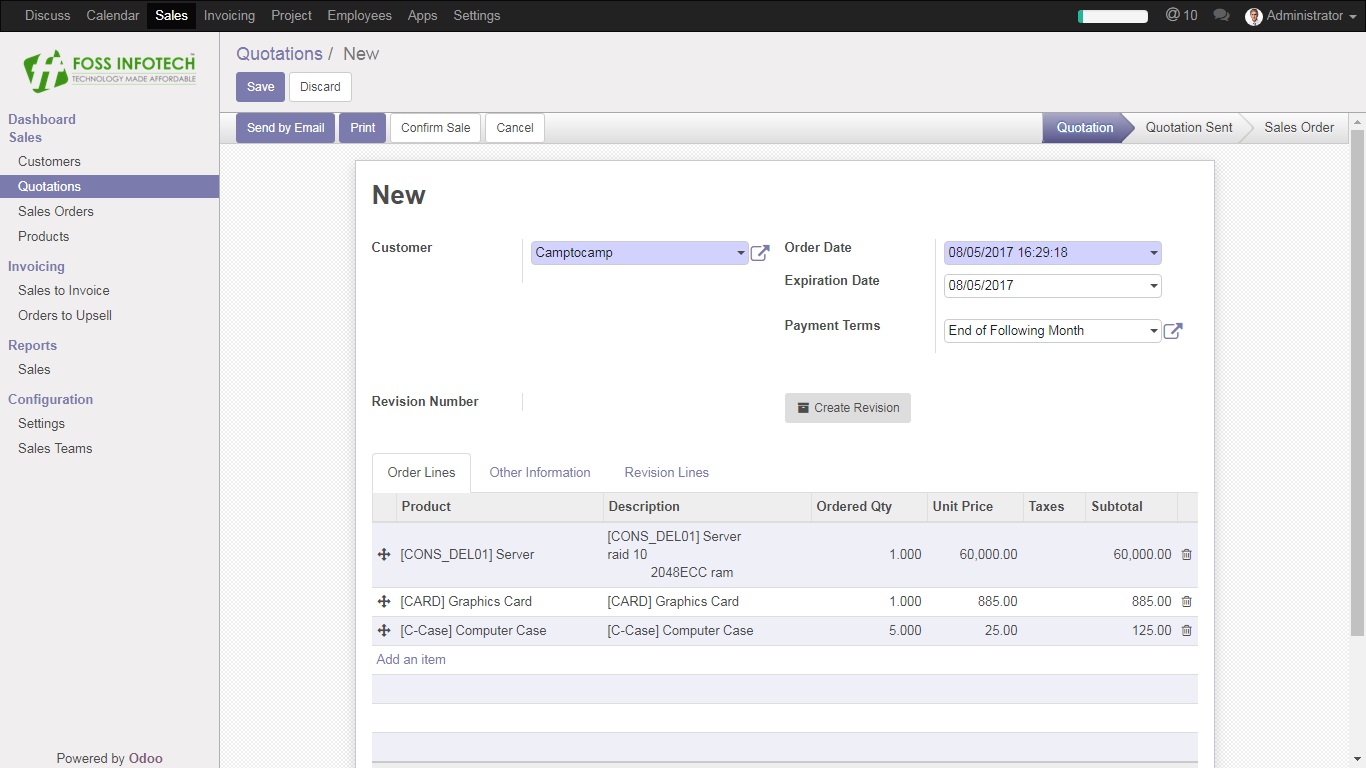 Discuss Calendar Sales Invoicing Project Employees Apps Settings @ 10 Administrator
FOSS INFOTECH
TECHNOLOGY MADE AFFORDABLE
Dashboard
Sales
Customers
Quotations
Sales Orders
Products
Invoicing
Sales to Invoice
Orders to Upsell
Reports
Sales
Configuration
Settings
Sales Teams
Powered by Odoo
Quotations / New
Save Discard
Send by Email Print Confirm Sale Cancel Quotation Quotation Sent Sales Order
New
Customer Camptocamp Order Date 08/05/2017 16:29:18
Expiration Date 08/05/2017
Payment Terms End of Following Month
Revision Number Create Revision
Order Lines Other Information Revision Lines
Product Description Ordered Qty Unit Price Taxes Subtotal
[CONS_DEL01] Server [CONS_DEL01] Server 1.000 60,000.00 60,000.00
raid 10
2048ECC ram
[CARD] Graphics Card [CARD] Graphics Card 1.000 885.00 885.00
[C-Case] Computer Case [C-Case] Computer Case 5.000 25.00 125.00
Add an item